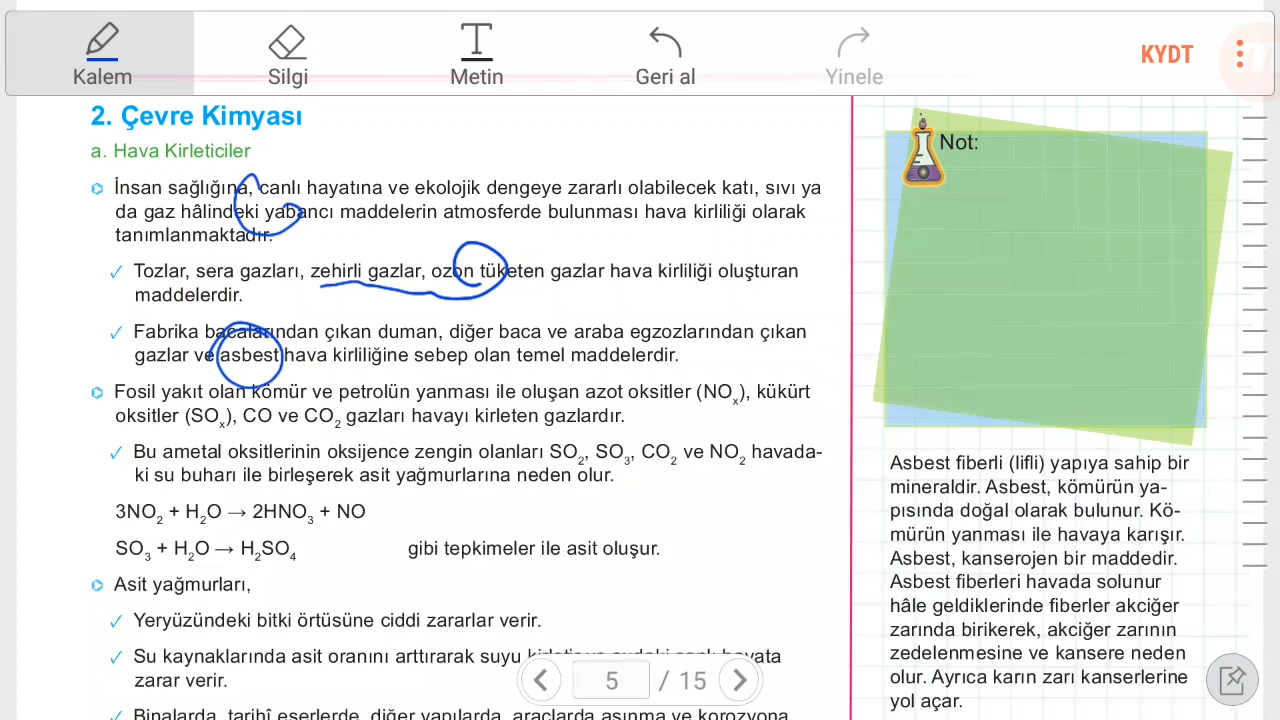 Kalem
Silgi
Metin
Geri al
Yinele
KYDT
2. Çevre Kimyası
a. Hava Kirleticiler
İnsan sağlığına, canlı hayatına ve ekolojik dengeye zararlı olabilecek katı, sıvı ya
da gaz hâlindeki yabancı maddelerin atmosferde bulunması hava kirliliği olarak
tanımlanmaktadır.
✓ Tozlar, sera gazları, zehirli gazlar, ozon tüketen gazlar hava kirliliği oluşturan
maddelerdir.
✓ Fabrika bacalarından çıkan duman, diğer baca ve araba egzozlarından çıkan
gazlar ve asbest hava kirliliğine sebep olan temel maddelerdir.
Fosil yakıt olan kömür ve petrolün yanması ile oluşan azot oksitler (NOₓ), kükürt
oksitler (SOₓ), CO ve CO₂ gazları havayı kirleten gazlardır.
✓ Bu ametal oksitlerinin oksijence zengin olanları SO₂, SO₃, CO₂ ve NO₂ havada-
ki su buharı ile birleşerek asit yağmurlarına neden olur.
3NO₂ + H₂O → 2HNO₃ + NO
SO₃ + H₂O → H₂SO₄ gibi tepkimeler ile asit oluşur.
Asit yağmurları,
✓ Yeryüzündeki bitki örtüsüne ciddi zararlar verir.
✓ Su kaynaklarında asit oranını arttırarak suyu
zarar verir.
✓ Binalarda, tarihî eserlerde, diğer yapılarda, araçlarda aşınma ve korozyona
5 / 15
Not:
Asbest fiberli (lifli) yapıya sahip bir
mineraldir. Asbest, kömürün ya-
pısında doğal olarak bulunur. Kö-
mürün yanması ile havaya karışır.
Asbest, kanserojen bir maddedir.
Asbest fiberleri havada solunur
hâle geldiklerinde fiberler akciğer
zarında birikerek, akciğer zarının
zedelenmesine ve kansere neden
olur. Ayrıca karın zarı kanserlerine
yol açar.